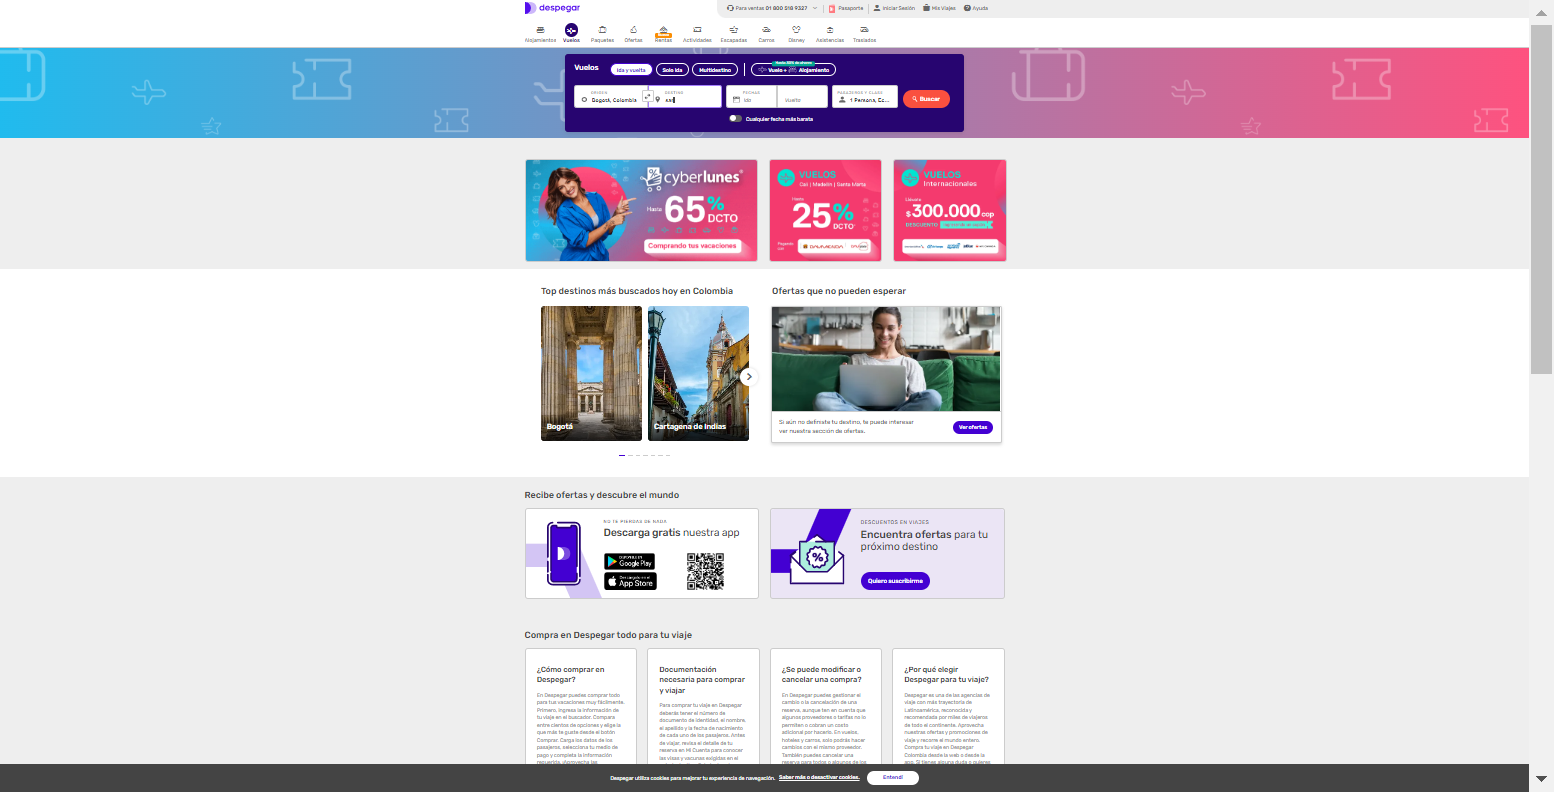 despegar
Para ventas 01 800 518 9327
Pasaporte
Iniciar Sesión
Mis Viajes
Ayuda
Alojamientos
Vuelos
Paquetes
Ofertas
Rentas
Actividades
Escapadas
Carros
Disney
Asistencias
Traslados
Vuelos
Ida y vuelta
Solo ida
Multidestino
Vuelo + Alojamiento
ORIGEN
Bogotá, Colombia
DESTINO
FECHAS
Ida
Vuelta
PASAJEROS Y CLASE
1 Persona, Ec...
Buscar
Cualquier fecha más barata
cyberlunes
Hasta 65% DCTO
Comprando tus vacaciones
VUELOS
Cali | Medellín | Santa Marta
Hasta
25% DCTO
Pagando con
DAVIVIENDA
VUELOS
Internacionales
Llévate
$300.000 COP
DESCUENTO
Top destinos más buscados hoy en Colombia
Bogotá
Cartagena de Indias
Ofertas que no pueden esperar
Si aún no definiste tu destino, te puede interesar
ver nuestra sección de ofertas.
Ver ofertas
Recibe ofertas y descubre el mundo
NO TE PIERDAS DE NADA
Descarga gratis nuestra app
DISPONIBLE EN
Google Play
App Store
DESCUENTOS EN VIAJES
Encuentra ofertas para tu
próximo destino
Quiero suscribirme
Compra en Despegar todo para tu viaje
¿Cómo comprar en
Despegar?
En Despegar puedes comprar todo
para tus vacaciones muy fácilmente.
Primero, ingresa la información de
tu viaje en el buscador. Compara
entre cientos de opciones y elige la
que más te guste desde el botón
Comprar. Carga los datos de los
pasajeros, selecciona tu medio de
pago y completa la información
requerida. ¡Aprovecha las
Documentación
necesaria para comprar
y viajar
Para comprar tu viaje en Despegar
deberás tener el número de
documento de identidad, el nombre,
el apellido y la fecha de nacimiento
de cada uno de los pasajeros. Antes
de viajar, revisa el detalle de tu
reserva en Mi Cuenta para conocer
las visas y vacunas exigidas en el
¿Se puede modificar o
cancelar una compra?
En Despegar puedes gestionar el
cambio o la cancelación de una
reserva, aunque ten en cuenta que
algunos proveedores o tarifas no lo
permiten o cobran un costo
adicional por hacerlo. En vuelos,
hoteles y carros, solo podrás hacer
cambios con el mismo proveedor.
También puedes cancelar una
reserva para todos o algunos de los
¿Por qué elegir
Despegar para tu viaje?
Despegar es una de las agencias de
viaje con más trayectoria de
Latinoamérica, reconocida y
recomendada por miles de viajeros
de todo el continente. Aprovecha
nuestras ofertas y promociones de
viaje y recorre el mundo entero.
Compra tu viaje en Despegar
Colombia desde la web o desde la
app. Si tienes alguna duda o quieres
Despegar utiliza cookies para mejorar tu experiencia de navegación. Saber más o desactivar cookies.
Entendí